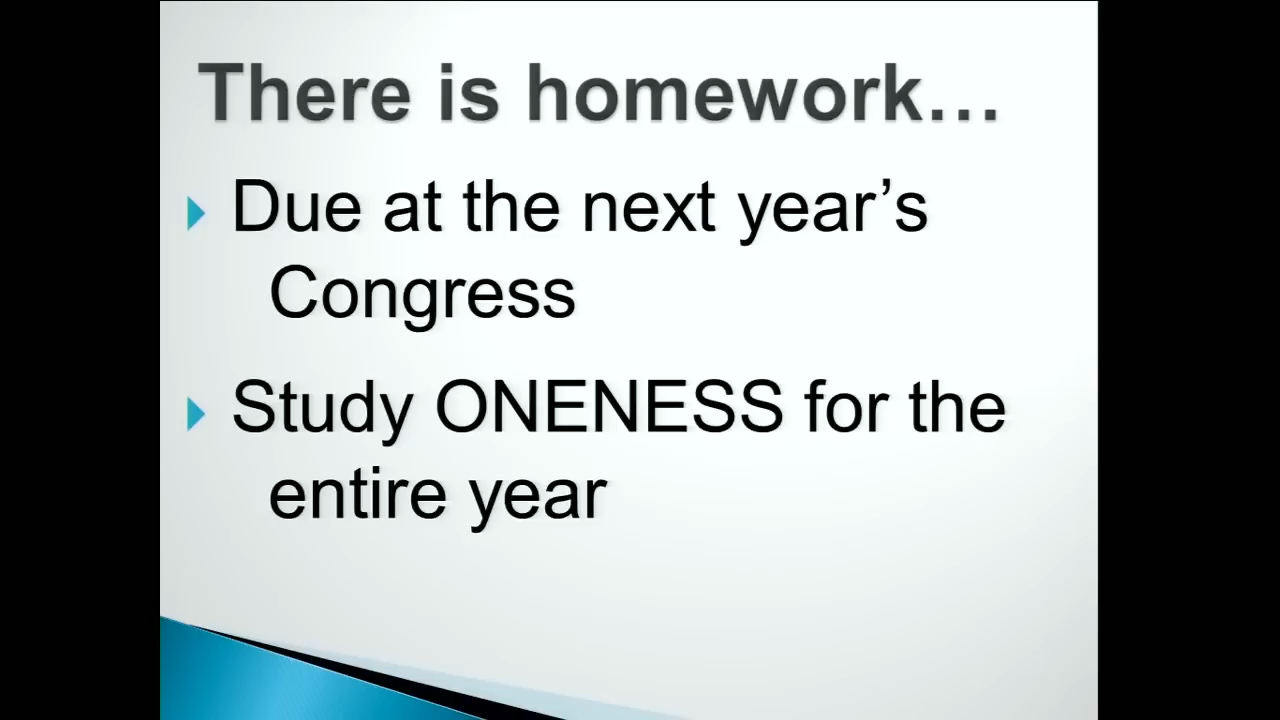 There is homework…
Due at the next year’s
Congress
Study ONENESS for the
entire year